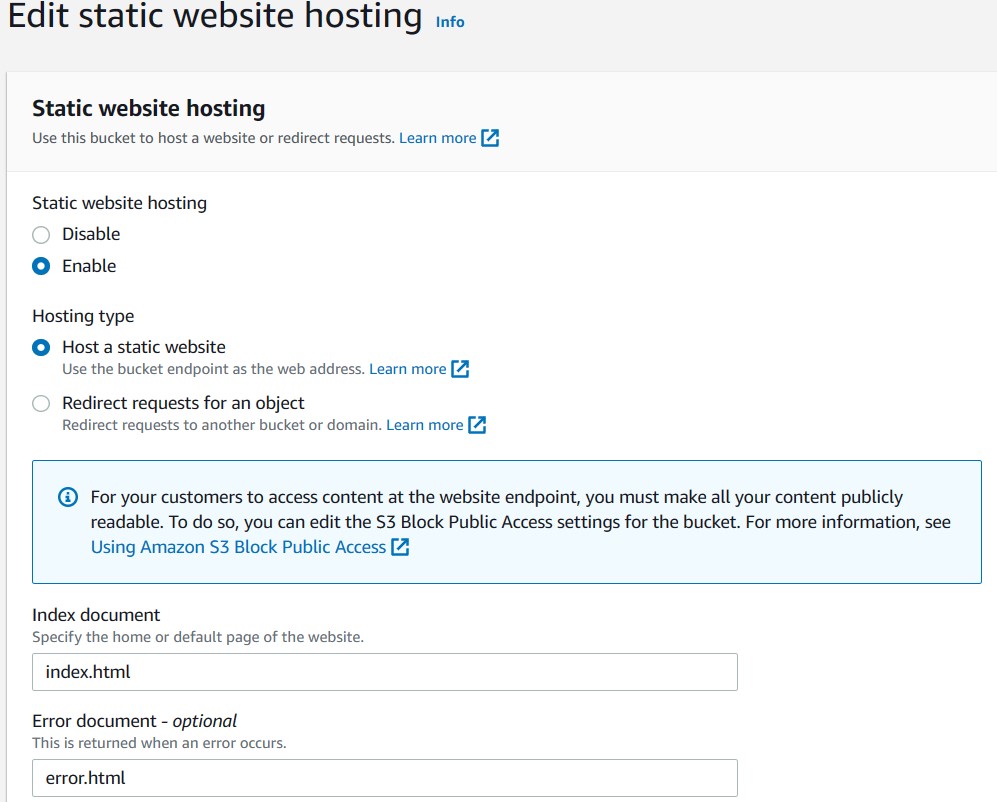 Edit static website hosting Info
Static website hosting
Use this bucket to host a website or redirect requests. Learn more
Static website hosting
Disable
Enable
Hosting type
Host a static website
Use the bucket endpoint as the web address. Learn more
Redirect requests for an object
Redirect requests to another bucket or domain. Learn more
For your customers to access content at the website endpoint, you must make all your content publicly
readable. To do so, you can edit the S3 Block Public Access settings for the bucket. For more information, see
Using Amazon S3 Block Public Access
Index document
Specify the home or default page of the website.
index.html
Error document - optional
This is returned when an error occurs.
error.html